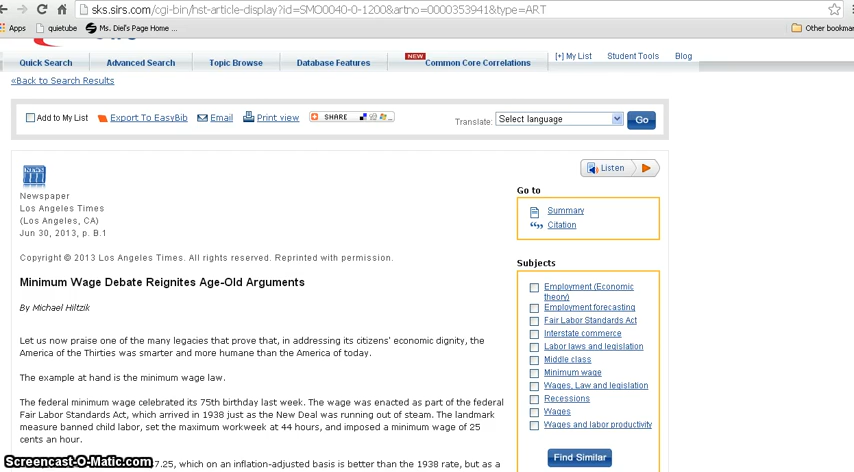 sks.sirs.com/cgi-bin/hst-article-display?id=SMO0040-0-1200&artno=0000353941&type=ART
Apps quietube Ms. Diel's Page Home ... Other bookmar
Quick Search Advanced Search Topic Browse Database Features NEW Common Core Correlations [+] My List Student Tools Blog
«Back to Search Results
Add to My List Export To EasyBib Email Print view SHARE Translate: Select language Go
Listen
Newspaper
Los Angeles Times
(Los Angeles, CA)
Jun 30, 2013, p. B.1
Copyright © 2013 Los Angeles Times. All rights reserved. Reprinted with permission.
Minimum Wage Debate Reignites Age-Old Arguments
By Michael Hiltzik
Let us now praise one of the many legacies that prove that, in addressing its citizens' economic dignity, the
America of the Thirties was smarter and more humane than the America of today.
The example at hand is the minimum wage law.
The federal minimum wage celebrated its 75th birthday last week. The wage was enacted as part of the federal
Fair Labor Standards Act, which arrived in 1938 just as the New Deal was running out of steam. The landmark
measure banned child labor, set the maximum workweek at 44 hours, and imposed a minimum wage of 25
cents an hour.
7.25, which on an inflation-adjusted basis is better than the 1938 rate, but as a
Go to
Summary
Citation
Subjects
Employment (Economic
theory)
Employment forecasting
Fair Labor Standards Act
Interstate commerce
Labor laws and legislation
Middle class
Minimum wage
Wages, Law and legislation
Recessions
Wages
Wages and labor productivity
Find Similar
Screencast-O-Matic.com